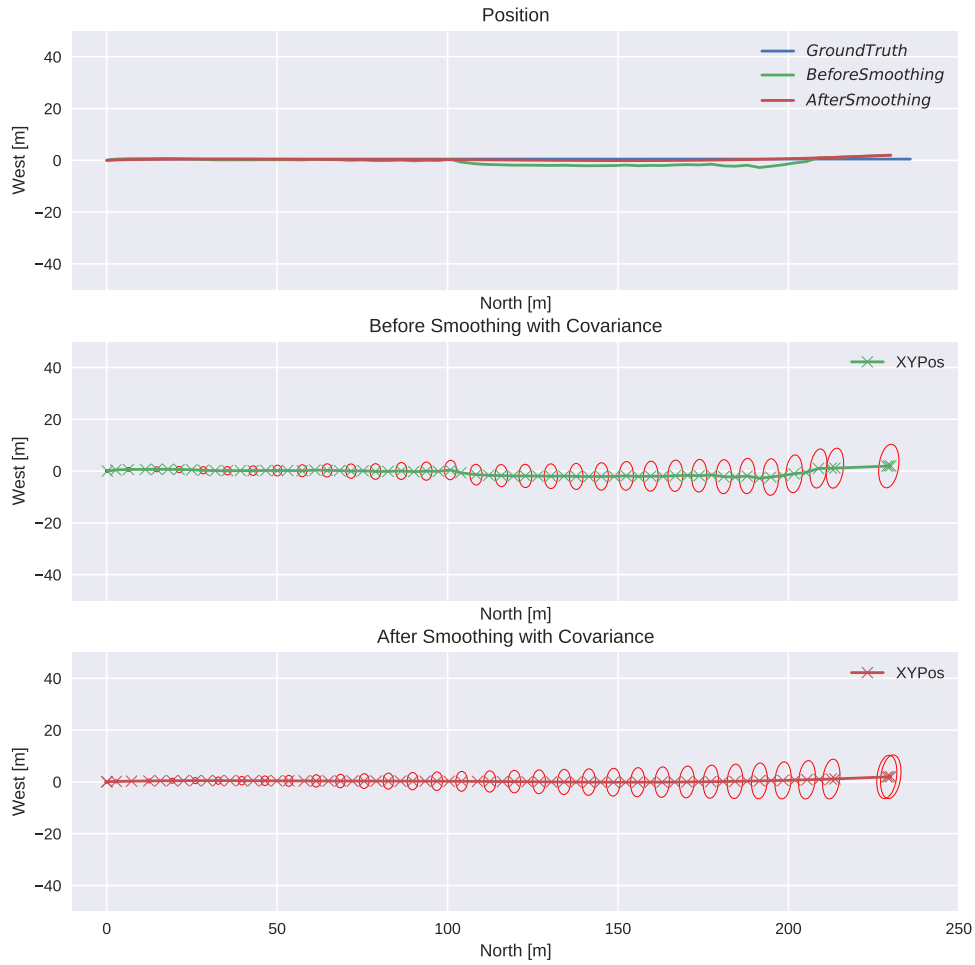 Position
40
20
0
−20
−40
West [m]
GroundTruth
BeforeSmoothing
AfterSmoothing
North [m]
Before Smoothing with Covariance
40
20
0
−20
−40
West [m]
XYPos
North [m]
After Smoothing with Covariance
40
20
0
−20
−40
West [m]
XYPos
0 50 100 150 200 250
North [m]